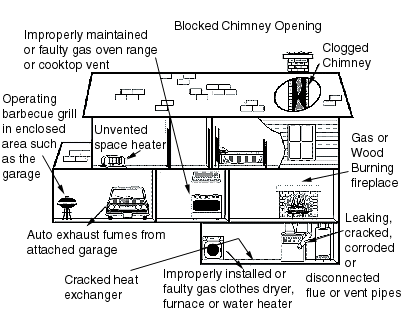 Blocked Chimney Opening
Improperly maintained
or faulty gas oven range
or cooktop vent
Clogged
Chimney
Operating
barbecue grill
in enclosed
area such
as the
garage
Unvented
space heater
Gas or
Wood
Burning
fireplace
Auto exhaust fumes from
attached garage
Leaking,
cracked,
corroded
or
disconnected
flue or vent pipes
Cracked heat
exchanger
Improperly installed or
faulty gas clothes dryer,
furnace or water heater